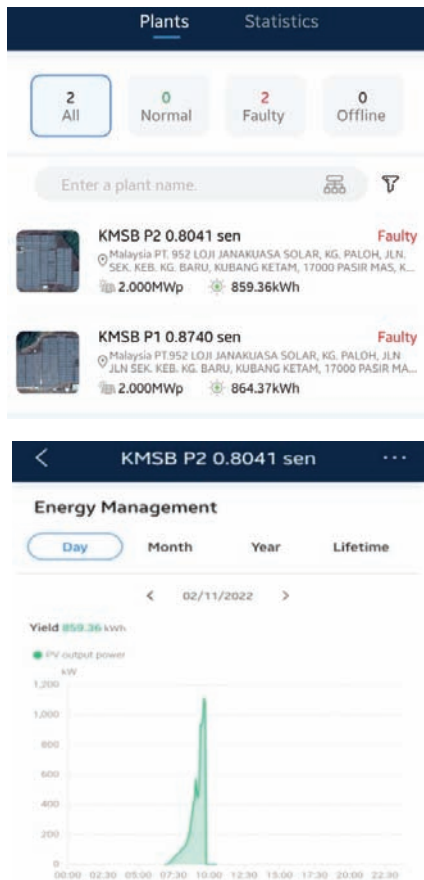 Plants Statistics
2 0 2 0
All Normal Faulty Offline
Enter a plant name.
KMSB P2 0.8041 sen Faulty
Malaysia PT. 952 LOJI JANAKUASA SOLAR, KG. PALOH, JLN.
SEK. KEB. KG. BARU, KUBANG KETAM, 17000 PASIR MAS, K...
2.000MWp 859.36kWh
KMSB P1 0.8740 sen Faulty
Malaysia PT.952 LOJI JANAKUASA SOLAR, KG. PALOH, JLN
JLN SEK. KEB. KG. BARU, KUBANG KETAM, 17000 PASIR MA...
2.000MWp 864.37kWh
KMSB P2 0.8041 sen ...
Energy Management
Day Month Year Lifetime
< 02/11/2022 >
Yield 859.36 kWh
PV output power
kW
1,200
1,000
800
600
400
200
0
00:00 02:30 05:00 07:30 10:00 12:30 15:00 17:30 20:00 22:30